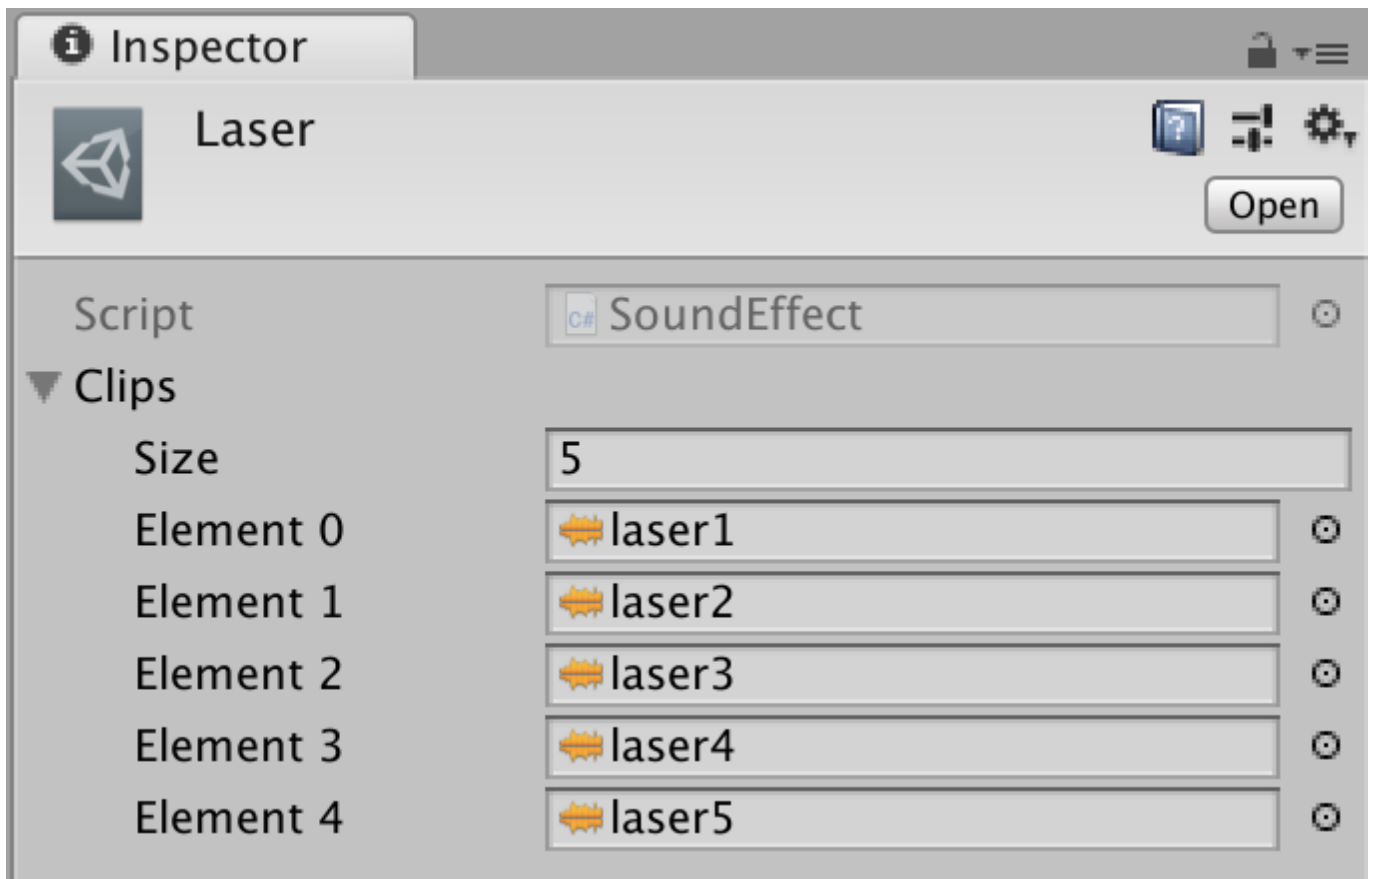 Inspector
Laser
Open
Script C# SoundEffect
Clips
Size 5
Element 0 laser1
Element 1 laser2
Element 2 laser3
Element 3 laser4
Element 4 laser5